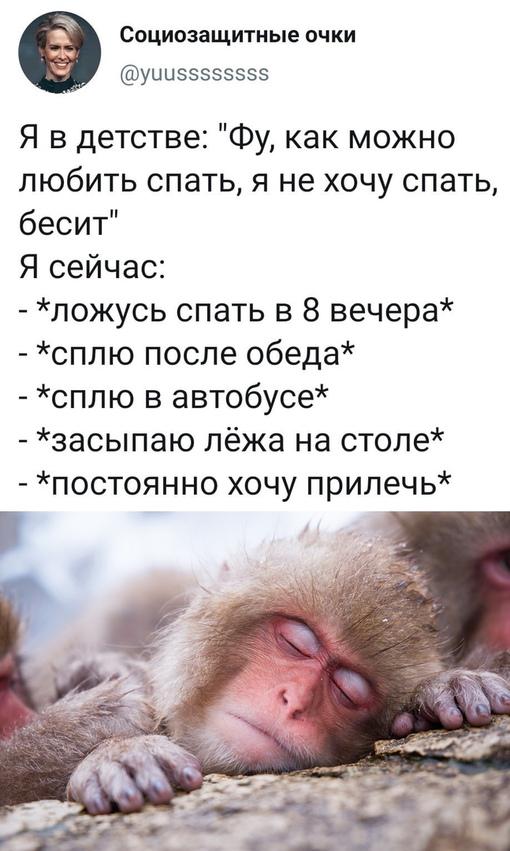 Социозащитные очки
@yuussssssss
Я в детстве: "Фу, как можно
любить спать, я не хочу спать,
бесит"
Я сейчас:
- *ложусь спать в 8 вечера*
- *сплю после обеда*
- *сплю в автобусе*
- *засыпаю лёжа на столе*
- *постоянно хочу прилечь*